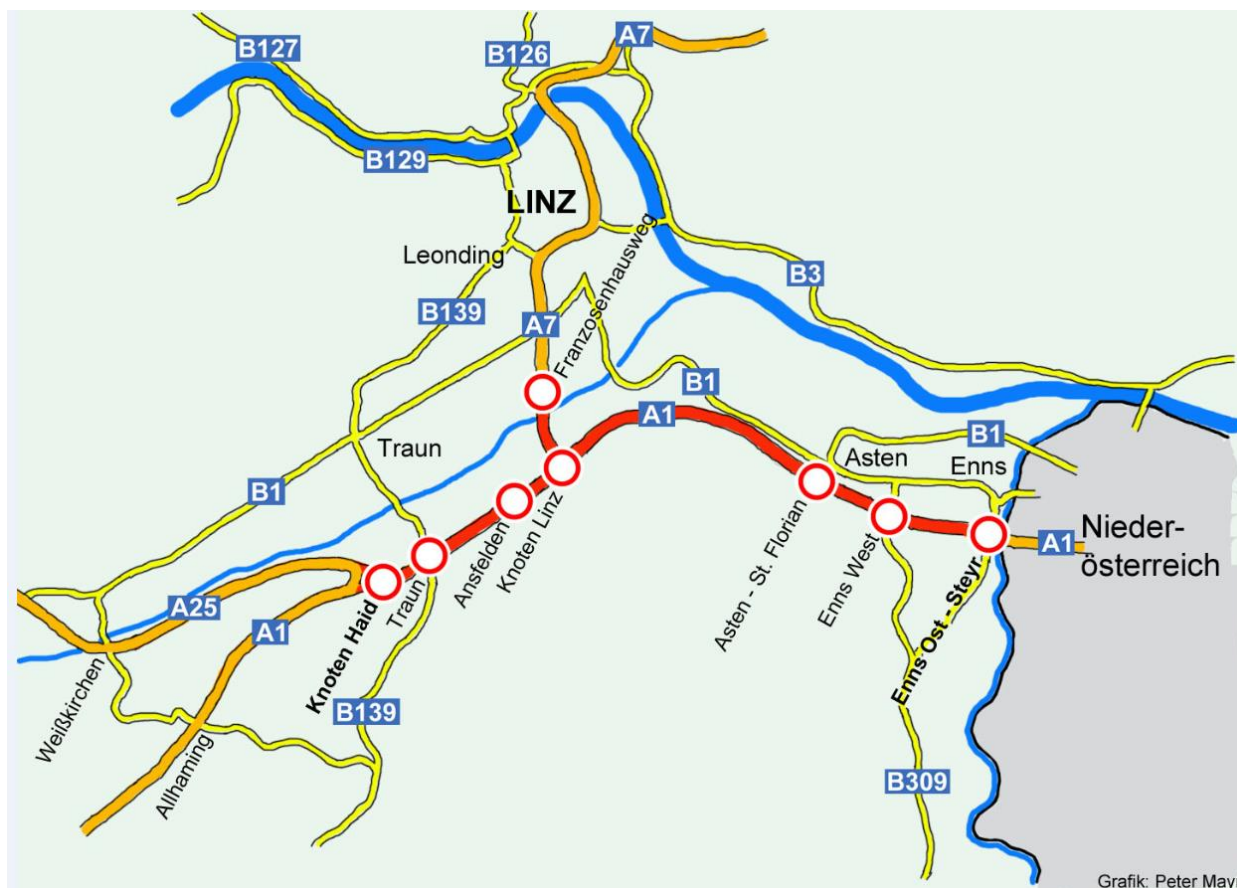 A7
B127
B126
B129
LINZ
Franzosenhausweg
Leonding
B3
B139
A7
B1
A1
Traun
Asten
B1
Enns
B1
Knoten Linz
Ansfelden
Traun
Knoten Haid
Asten - St. Florian
Enns West
Enns Ost - Steyr
A1
Nieder-
österreich
A25
A1
Weißkirchen
Allhaming
B139
B309
Grafik: Peter